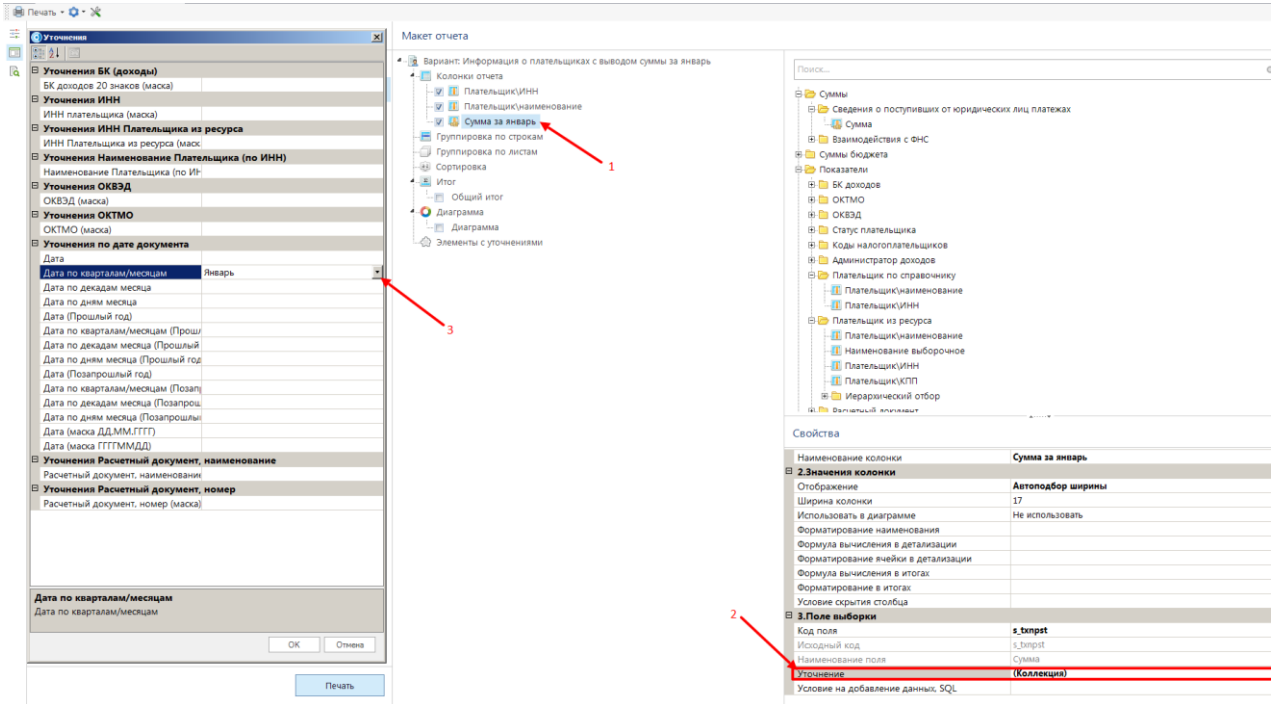 Печать
Уточнения
Уточнения БК (доходы)
БК доходов 20 знаков (маска)
Уточнения ИНН
ИНН плательщика (маска)
Уточнения ИНН Плательщика из ресурса
ИНН Плательщика из ресурса (маск
Уточнения Наименование Плательщика (по ИНН)
Наименование Плательщика (по ИН
Уточнения ОКВЭД
ОКВЭД (маска)
Уточнения ОКТМО
ОКТМО (маска)
Уточнения по дате документа
Дата
Дата по кварталам/месяцам Январь
Дата по декадам месяца
Дата по дням месяца
Дата (Прошлый год)
Дата по кварталам/месяцам (Прошл
Дата по декадам месяца (Прошлый
Дата по дням месяца (Прошлый год
Дата (Позапрошлый год)
Дата по кварталам/месяцам (Позапр
Дата по декадам месяца (Позапрош
Дата по дням месяца (Позапрошлы
Дата (маска ДД.ММ.ГГГГ)
Дата (маска ГГГГММДД)
Уточнения Расчетный документ, наименование
Расчетный документ, наименование
Уточнения Расчетный документ, номер
Расчетный документ, номер (маска)
Дата по кварталам/месяцам
Дата по кварталам/месяцам
ОК Отмена
Печать
3
Макет отчета
Вариант: Информация о плательщиках с выводом суммы за январь
Колонки отчета
Плательщик\ИНН
Плательщик\наименование
Сумма за январь
Группировка по строкам
Группировка по листам
1
Сортировка
Итог
Общий итог
Диаграмма
Диаграмма
Элементы с уточнениями
Поиск...
Суммы
Сведения о поступивших от юридических лиц платежах
Сумма
Взаимодействия с ФНС
Суммы бюджета
Показатели
БК доходов
ОКТМО
ОКВЭД
Статус плательщика
Коды налогоплательщиков
Администратор доходов
Плательщик по справочнику
Плательщик\наименование
Плательщик\ИНН
Плательщик из ресурса
Плательщик\наименование
Наименование выборочное
Плательщик\ИНН
Плательщик\КПП
Иерархический отбор
Расчетный документ
Свойства
Наименование колонки Сумма за январь
2.Значения колонки
Отображение Автоподбор ширины
Ширина колонки 17
Использовать в диаграмме Не использовать
Форматирование наименования
Формула вычисления в детализации
Форматирование ячейки в детализации
Формула вычисления в итогах
Форматирование в итогах
Условие скрытия столбца
2
3.Поле выборки
Код поля s_txnpst
Исходный код s_txnpst
Наименование поля Сумма
Уточнение (Коллекция)
Условие на добавление данных, SQL